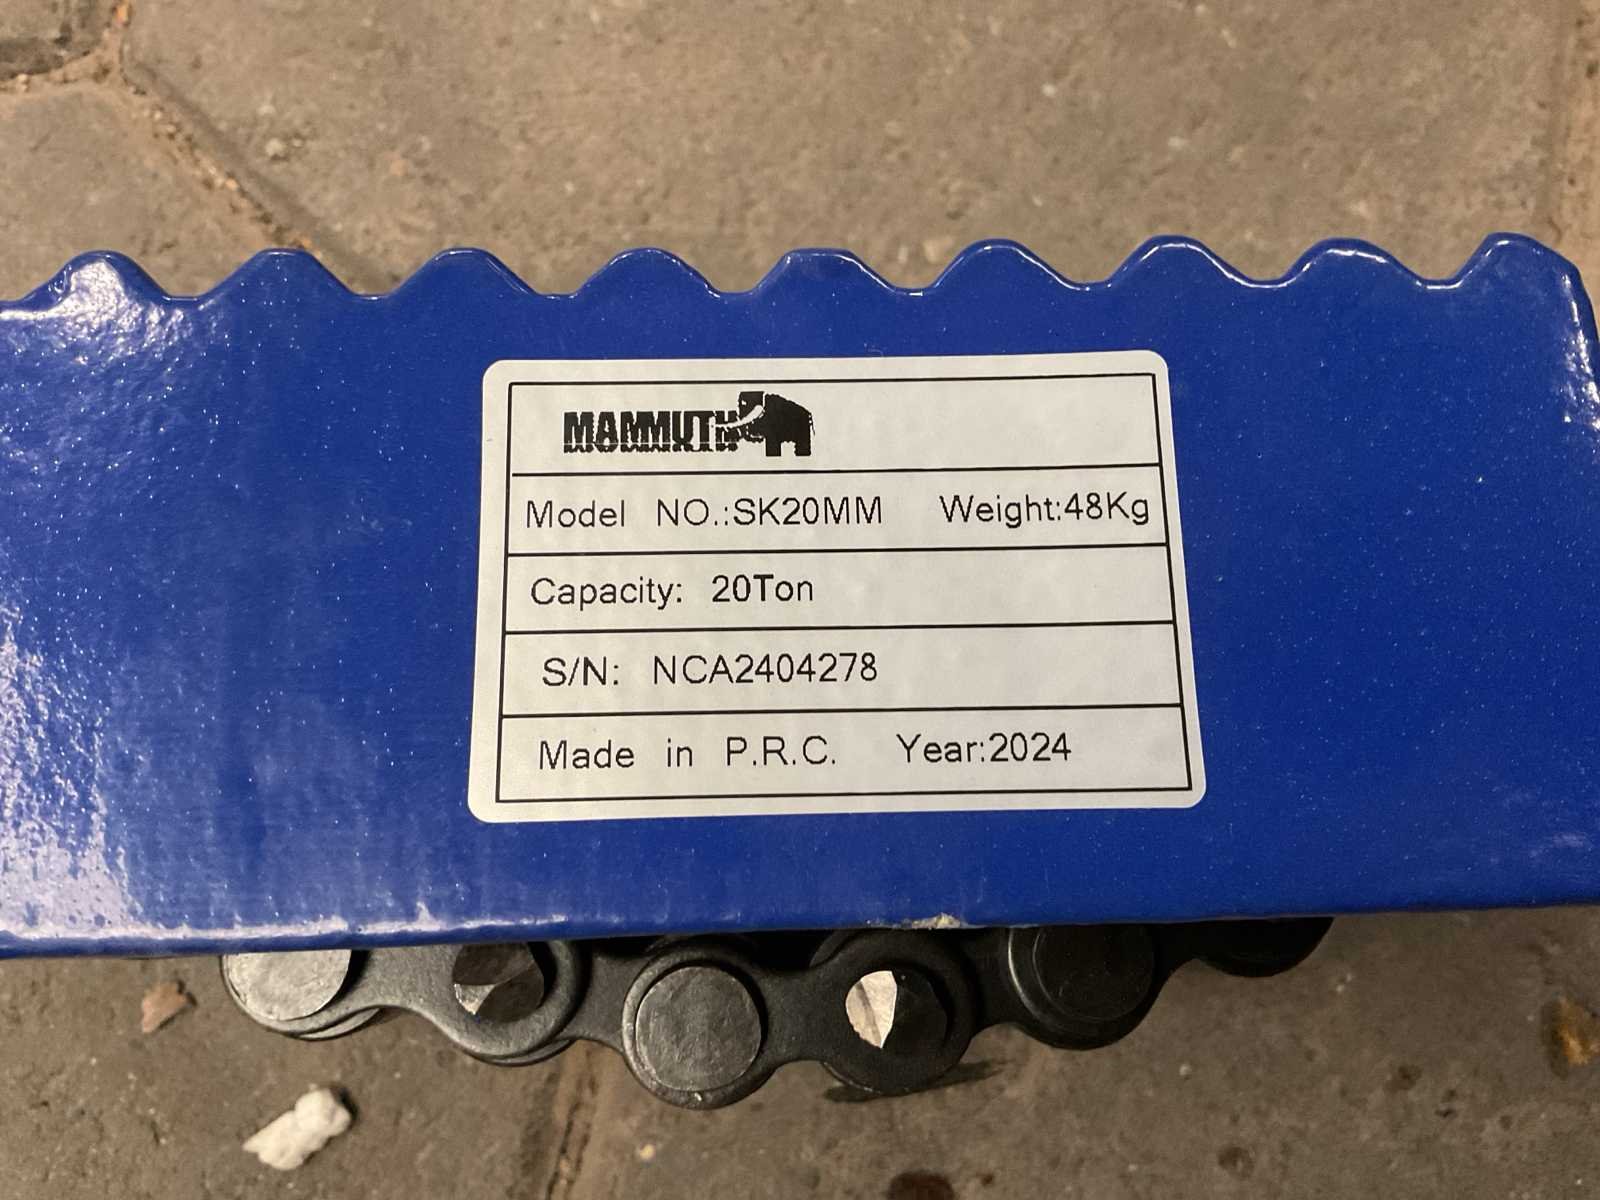 MAMMUTH
Model NO.:SK20MM Weight:48Kg
Capacity: 20Ton
S/N: NCA2404278
Made in P.R.C. Year:2024